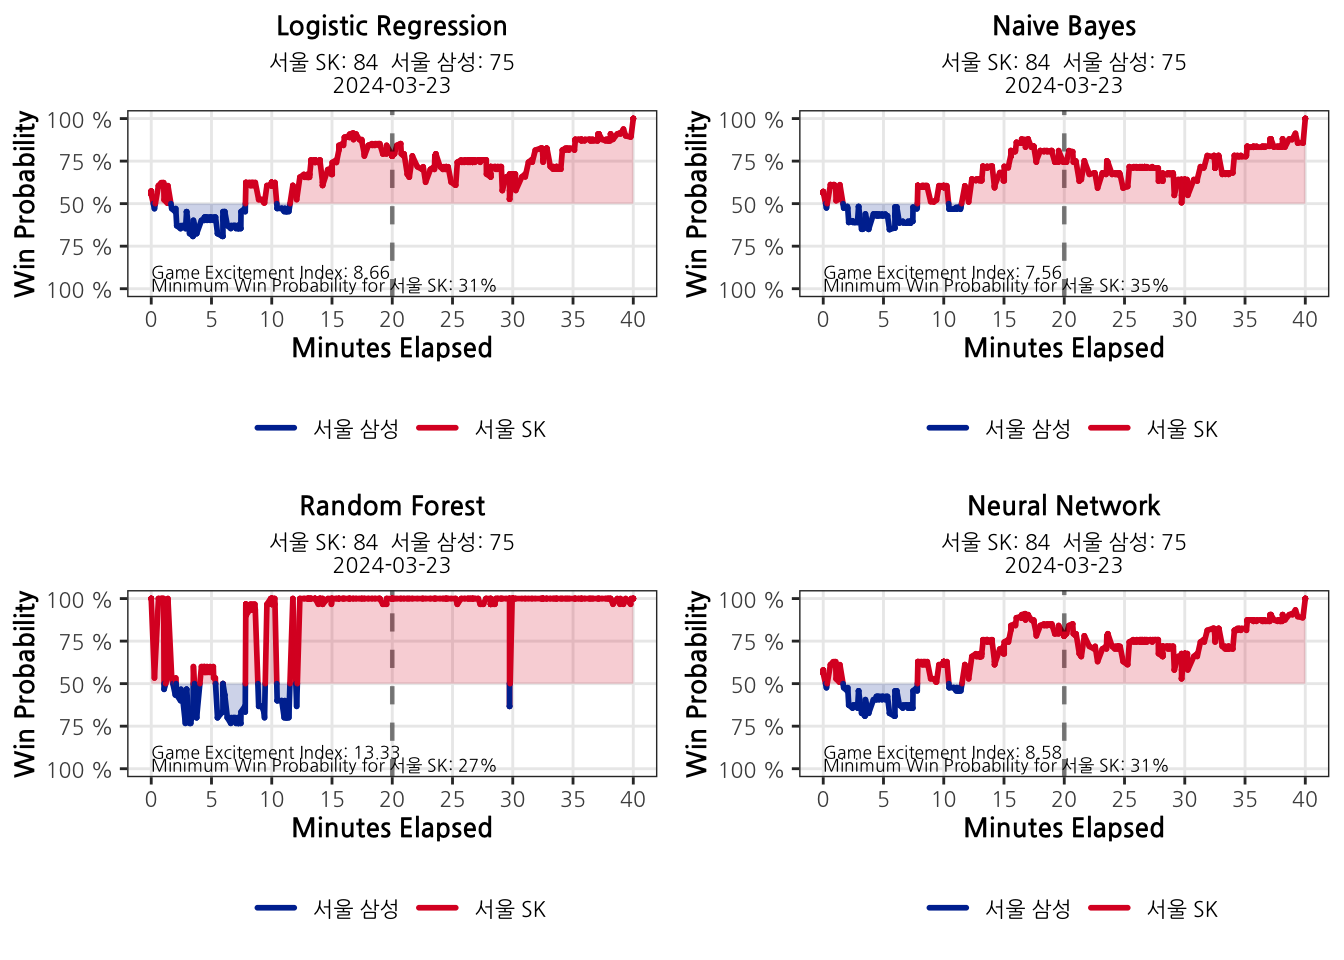 Logistic Regression
서울 SK: 84 서울 삼성: 75
2024-03-23
Win Probability
100 %
75 %
50 %
75 %
100 %
Game Excitement Index: 8.66
Minimum Win Probability for 서울 SK: 31%
0 5 10 15 20 25 30 35 40
Minutes Elapsed
서울 삼성 서울 SK
Naive Bayes
서울 SK: 84 서울 삼성: 75
2024-03-23
Win Probability
100 %
75 %
50 %
75 %
100 %
Game Excitement Index: 7.56
Minimum Win Probability for 서울 SK: 35%
0 5 10 15 20 25 30 35 40
Minutes Elapsed
서울 삼성 서울 SK
Random Forest
서울 SK: 84 서울 삼성: 75
2024-03-23
Win Probability
100 %
75 %
50 %
75 %
100 %
Game Excitement Index: 13.33
Minimum Win Probability for 서울 SK: 27%
0 5 10 15 20 25 30 35 40
Minutes Elapsed
서울 삼성 서울 SK
Neural Network
서울 SK: 84 서울 삼성: 75
2024-03-23
Win Probability
100 %
75 %
50 %
75 %
100 %
Game Excitement Index: 8.58
Minimum Win Probability for 서울 SK: 31%
0 5 10 15 20 25 30 35 40
Minutes Elapsed
서울 삼성 서울 SK